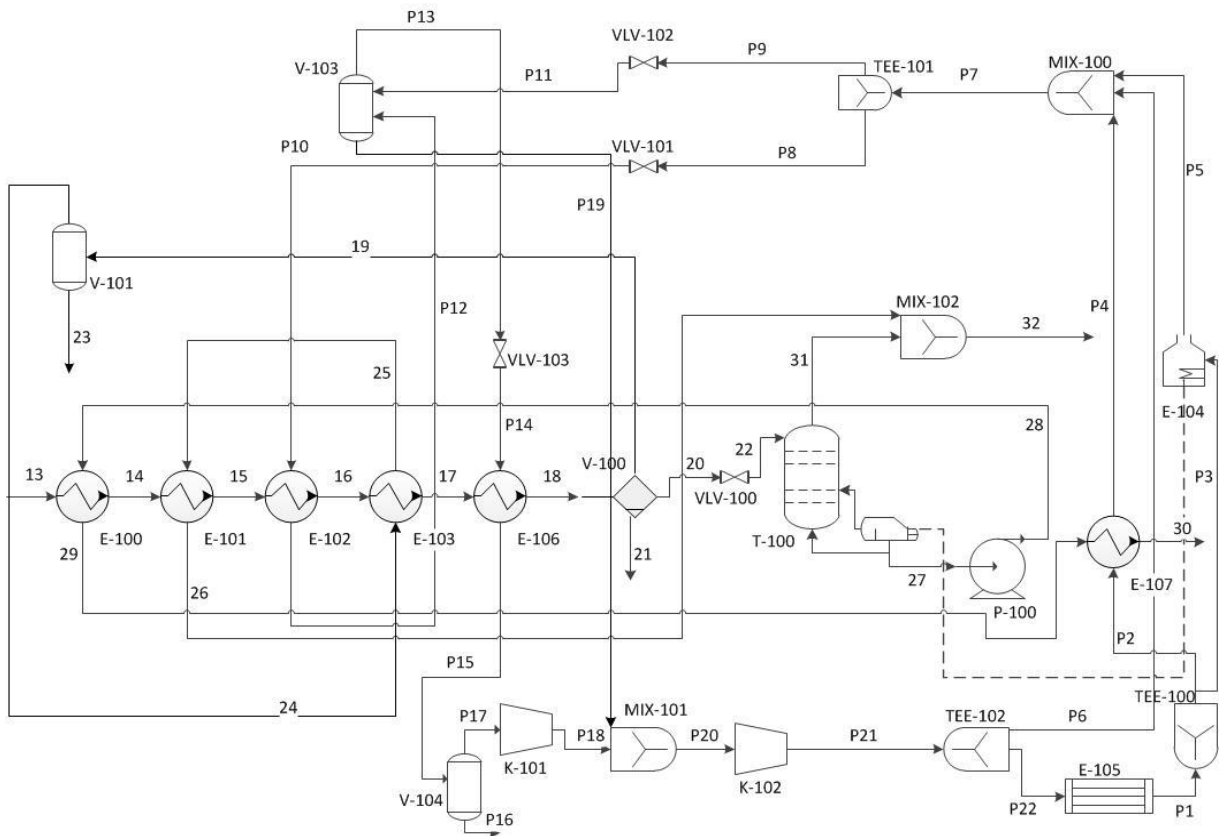 P13
VLV-102
P9
TEE-101
MIX-100
V-103
P11
P7
P10
VLV-101
P8
P5
P19
19
V-101
P12
MIX-102
P4
32
23
VLV-103
31
25
E-104
P14
28
V-100
22
P3
13
14
15
16
17
18
20
VLV-100
E-100
E-101
E-102
E-103
E-106
T-100
30
29
21
27
E-107
26
P-100
P15
P2
TEE-100
24
P17
MIX-101
TEE-102
P6
P18
P20
P21
K-101
E-105
V-104
K-102
P22
P1
P16